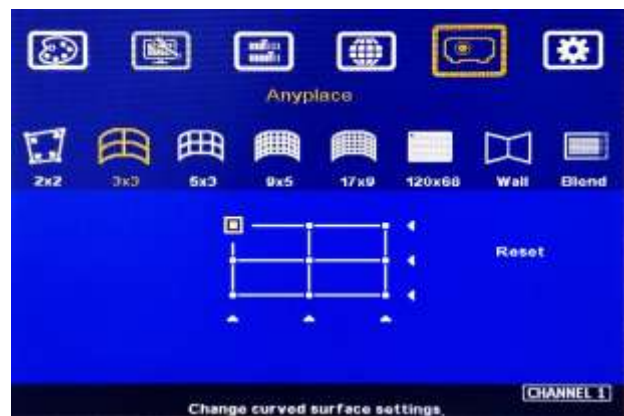 Anyplace
2x2 3x3 5x3 9x5 17x9 120x68 Wall Blend
Reset
CHANNEL 1
Change curved surface settings.